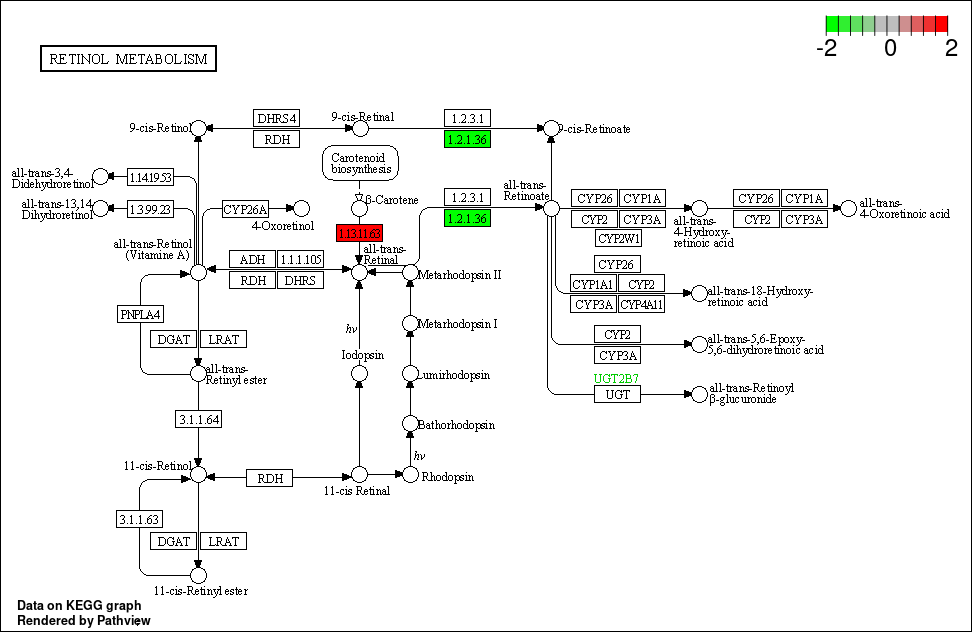 -2 0 2
RETINOL METABOLISM
9-cis-Retinol
DHRS4
RDH
9-cis-Retinal
1.2.3.1
1.2.1.36
9-cis-Retinoate
Carotenoid
biosynthesis
all-trans-3,4-
Didehydroretinol
1.14.19.53
all-trans-13,14-
Dihydroretinol
1.3.99.23
CYP26A
4-Oxoretinol
β-Carotene
1.13.11.63
all-trans-
Retinal
1.2.3.1
1.2.1.36
all-trans-
Retinoate
CYP26 CYP1A
CYP2 CYP3A
CYP2W1
all-trans-
4-Hydroxy-
retinoic acid
CYP26 CYP1A
CYP2 CYP3A
all-trans-
4-Oxoretinoic acid
all-trans-Retinol
(Vitamine A)
ADH 1.1.1.105
RDH DHRS
Metarhodopsin II
CYP26
CYP1A1 CYP2
CYP3A CYP4A11
all-trans-18-Hydroxy-
retinoic acid
PNPLA4
DGAT LRAT
hν
Metarhodopsin I
CYP2
CYP3A
all-trans-5,6-Epoxy-
5,6-dihydroretinoic acid
Iodopsin
all-trans-
Retinyl ester
Lumirhodopsin
UGT2B7
UGT
all-trans-Retinoyl
β-glucuronide
3.1.1.64
Bathorhodopsin
hν
11-cis-Retinol
RDH
11-cis Retinal
Rhodopsin
3.1.1.63
DGAT LRAT
11-cis-Retinyl ester
Data on KEGG graph
Rendered by Pathview